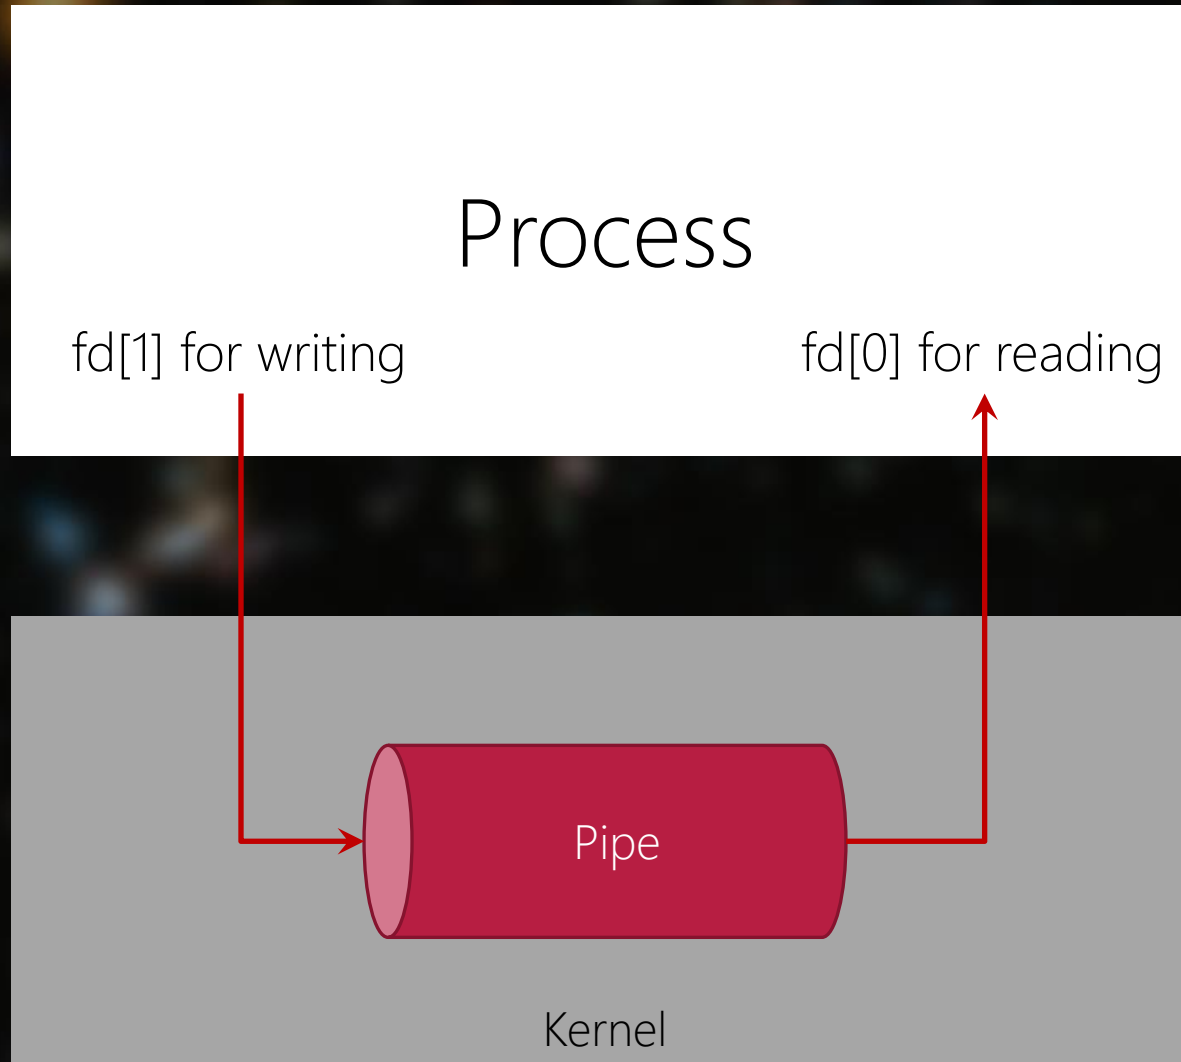 Process
fd[1] for writing
fd[0] for reading
Pipe
Kernel